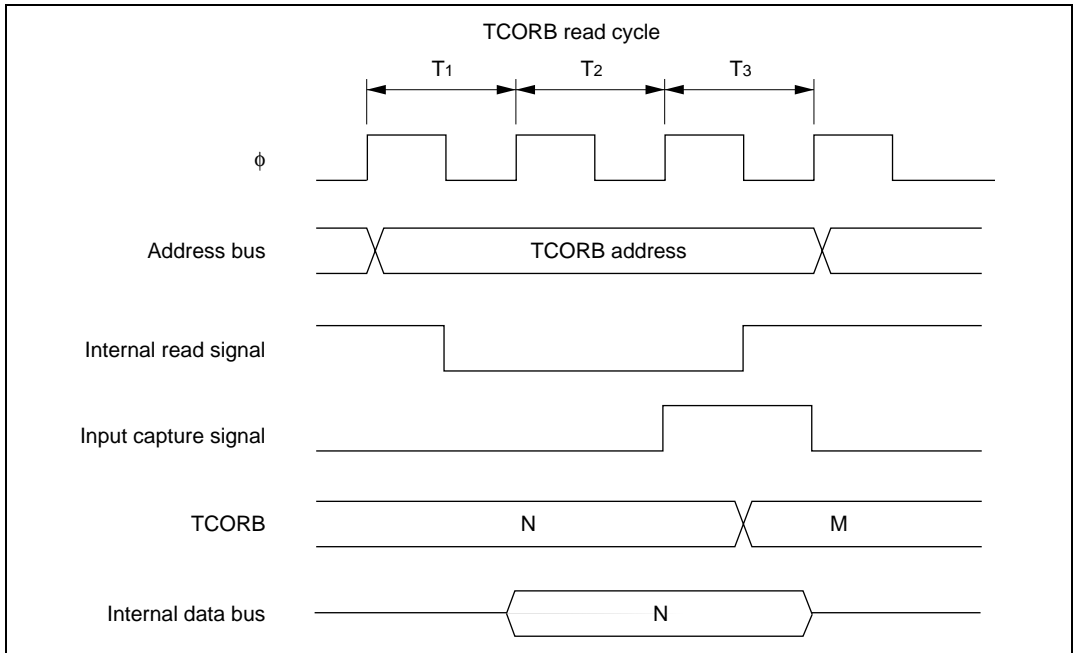 TCORB read cycle
T1 T2 T3
ϕ
Address bus TCORB address
Internal read signal
Input capture signal
TCORB N M
Internal data bus N